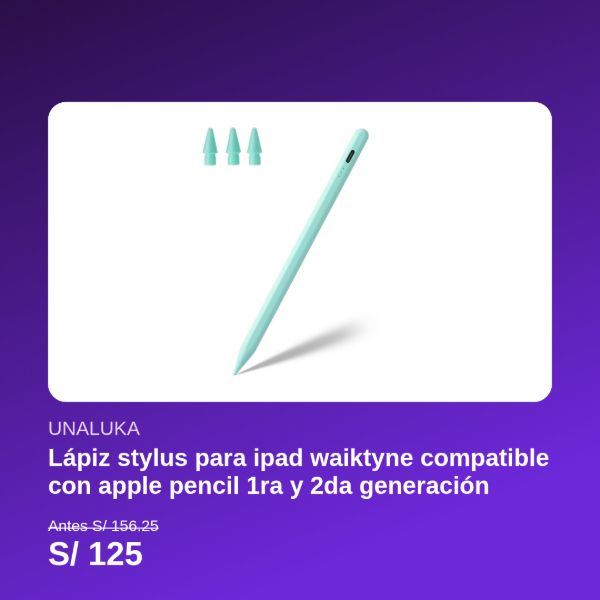 UNALUKA
Lápiz stylus para ipad waiktyne compatible
con apple pencil 1ra y 2da generación
Antes S/ 156.25
S/ 125